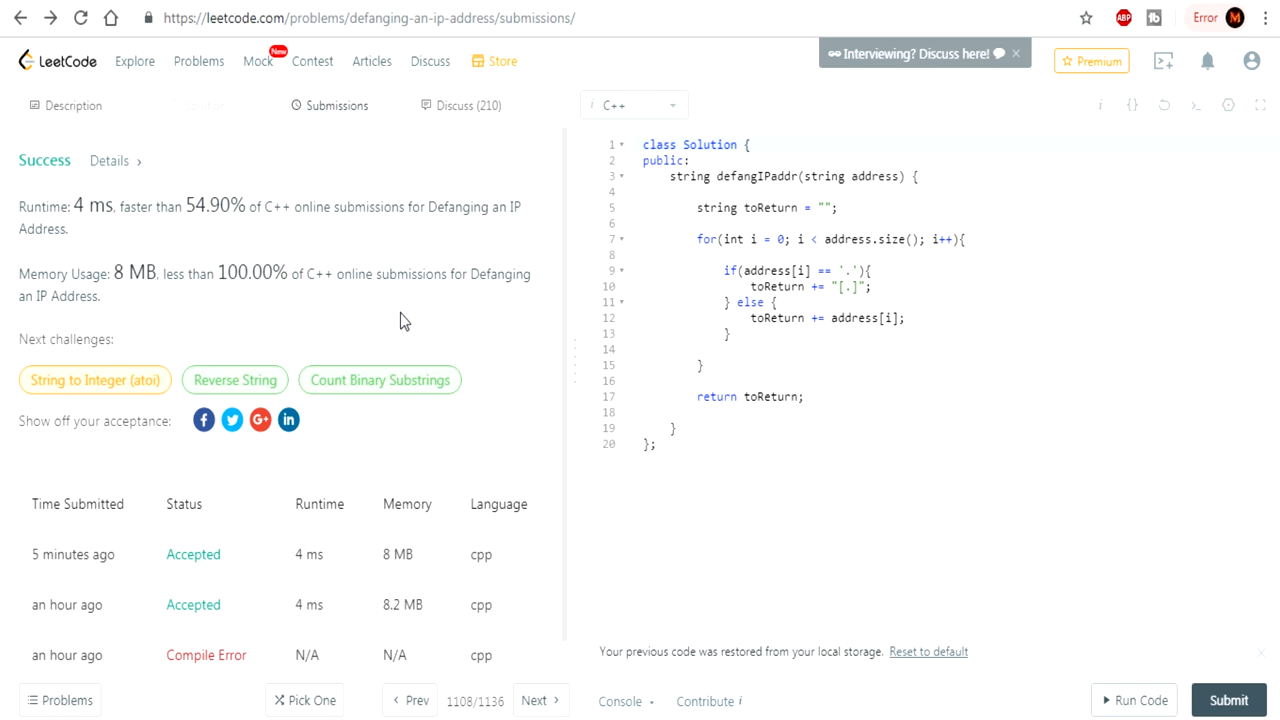 https://leetcode.com/problems/defanging-an-ip-address/submissions/
ABP
Error
M
LeetCode
Explore
Problems
Mock
New
Contest
Articles
Discuss
Store
Interviewing? Discuss here!
×
Premium
Description
Submissions
Discuss (210)
i C++
Success
Details ›
Runtime: 4 ms, faster than 54.90% of C++ online submissions for Defanging an IP
Address.
Memory Usage: 8 MB, less than 100.00% of C++ online submissions for Defanging
an IP Address.
Next challenges:
String to Integer (atoi)
Reverse String
Count Binary Substrings
Show off your acceptance:
Time Submitted Status Runtime Memory Language
5 minutes ago Accepted 4 ms 8 MB cpp
an hour ago Accepted 4 ms 8.2 MB cpp
an hour ago Compile Error N/A N/A cpp
1 class Solution {
2 public:
3 string defangIPaddr(string address) {
4
5 string toReturn = "";
6
7 for(int i = 0; i < address.size(); i++){
8
9 if(address[i] == '.'){
10 toReturn += "[.]";
11 } else {
12 toReturn += address[i];
13 }
14
15 }
16
17 return toReturn;
18
19 }
20 };
Your previous code was restored from your local storage. Reset to default
Problems
Pick One
‹ Prev
1108/1136
Next ›
Console
Contribute i
Run Code
Submit